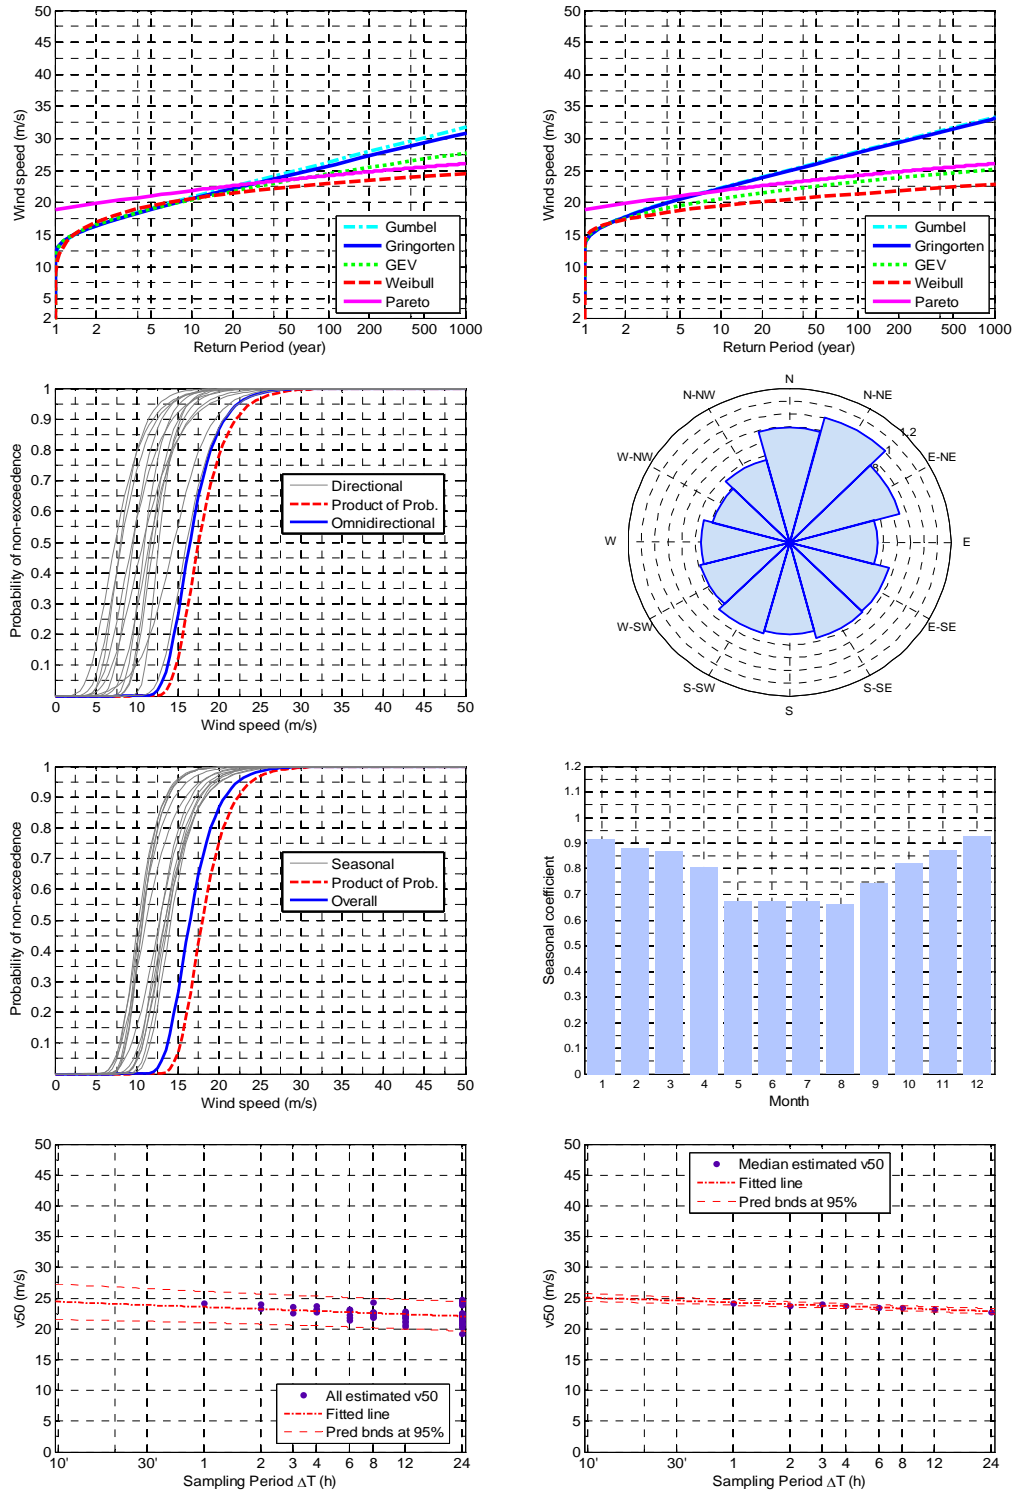 50
45
40
35
30
25
20
15
10
5
2
Wind speed (m/s)
Gumbel
Gringorten
GEV
Weibull
Pareto
1 2 5 10 20 50 100 200 500 1000
Return Period (year)
50
45
40
35
30
25
20
15
10
5
2
Wind speed (m/s)
Gumbel
Gringorten
GEV
Weibull
Pareto
1 2 5 10 20 50 100 200 500 1000
Return Period (year)
1
0.9
0.8
0.7
0.6
0.5
0.4
0.3
0.2
0.1
Probability of non-exceedence
Directional
Product of Prob.
Omnidirectional
0 5 10 15 20 25 30 35 40 45 50
Wind speed (m/s)
N
N-NE
E-NE
E
E-SE
S-SE
S
S-SW
W-SW
W
W-NW
N-NW
1.2
1
1
0.9
0.8
0.7
0.6
0.5
0.4
0.3
0.2
0.1
Probability of non-exceedence
Seasonal
Product of Prob.
Overall
0 5 10 15 20 25 30 35 40 45 50
Wind speed (m/s)
1.2
1.1
1
0.9
0.8
0.7
0.6
0.5
0.4
0.3
0.2
0.1
0
Seasonal coefficient
1 2 3 4 5 6 7 8 9 10 11 12
Month
50
45
40
35
30
25
20
15
10
5
0
v50 (m/s)
All estimated v50
Fitted line
Pred bnds at 95%
10' 30' 1 2 3 4 6 8 12 24
Sampling Period ΔT (h)
50
45
40
35
30
25
20
15
10
5
0
v50 (m/s)
Median estimated v50
Fitted line
Pred bnds at 95%
10' 30' 1 2 3 4 6 8 12 24
Sampling Period ΔT (h)